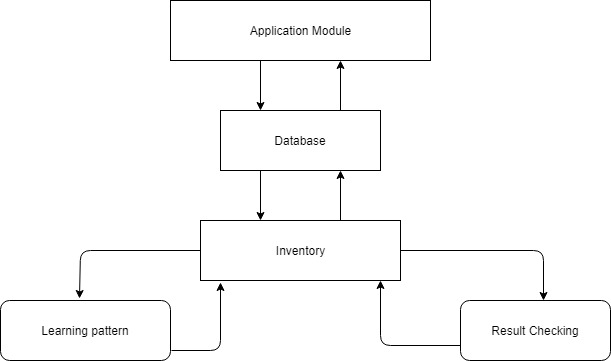 Application Module
Database
Inventory
Learning pattern
Result Checking